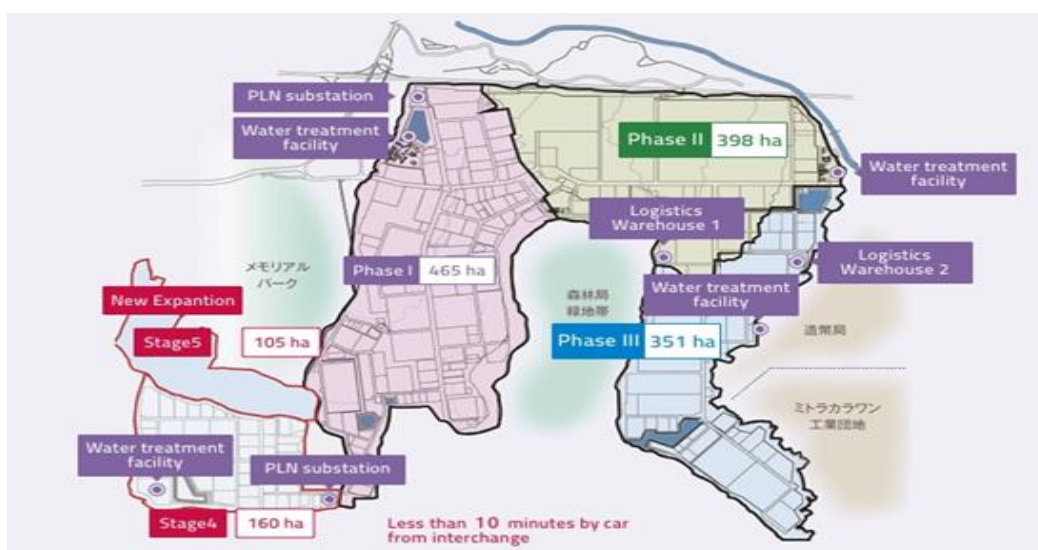 PLN substation
Water treatment
facility
Phase II 398 ha
Water treatment
facility
Logistics
Warehouse 1
Logistics
Warehouse 2
メモリアル
パーク
Phase I 465 ha
森林局
緑地帯
Water treatment
facility
New Expantion
Stage5 105 ha
Phase III 351 ha
造幣局
ミトラカラワン
工業団地
Water treatment
facility
PLN substation
Stage4 160 ha
Less than 10 minutes by car
from interchange